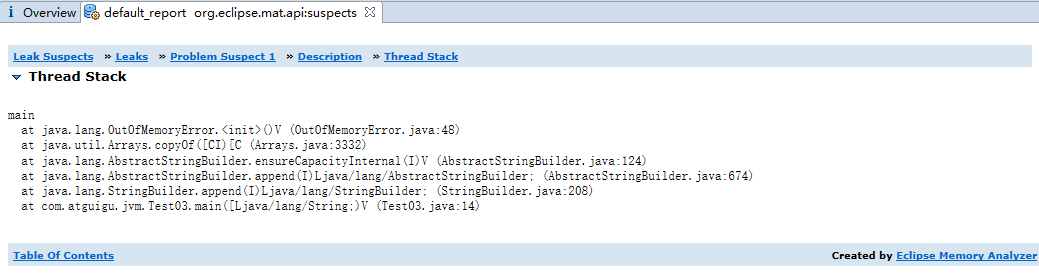 i Overview default_report org.eclipse.mat.api:suspects
Leak Suspects » Leaks » Problem Suspect 1 » Description » Thread Stack
Thread Stack
main
at java.lang.OutOfMemoryError.<init>()V (OutOfMemoryError.java:48)
at java.util.Arrays.copyOf([CI)[C (Arrays.java:3332)
at java.lang.AbstractStringBuilder.ensureCapacityInternal(I)V (AbstractStringBuilder.java:124)
at java.lang.AbstractStringBuilder.append(I)Ljava/lang/AbstractStringBuilder; (AbstractStringBuilder.java:674)
at java.lang.StringBuilder.append(I)Ljava/lang/StringBuilder; (StringBuilder.java:208)
at com.atguigu.jvm.Test03.main([Ljava/lang/String;)V (Test03.java:14)
Table Of Contents Created by Eclipse Memory Analyzer